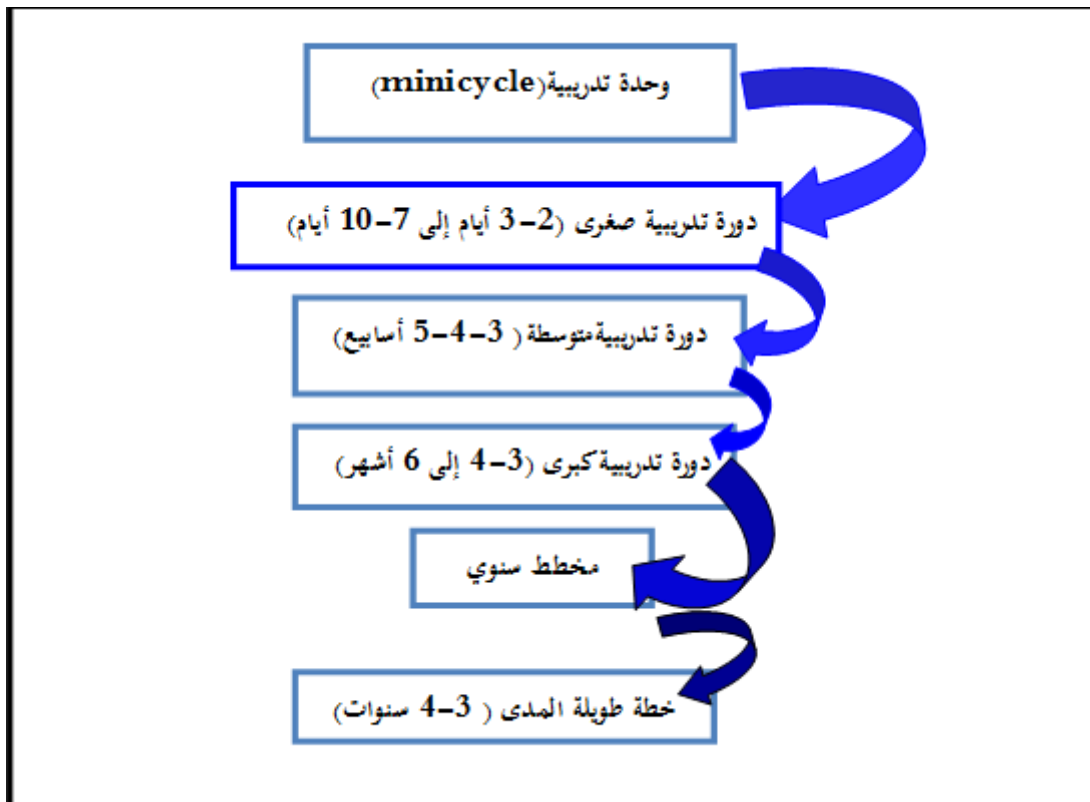 وحدة تدريبية(minicycle)
دورة تدريبية صغرى (2-3 أيام إلى 7-10 أيام)
دورة تدريبية متوسطة ( 3-4-5 أسابيع)
دورة تدريبية كبرى (3-4 إلى 6 أشهر)
مخطط سنوي
خطة طويلة المدى ( 3-4 سنوات)